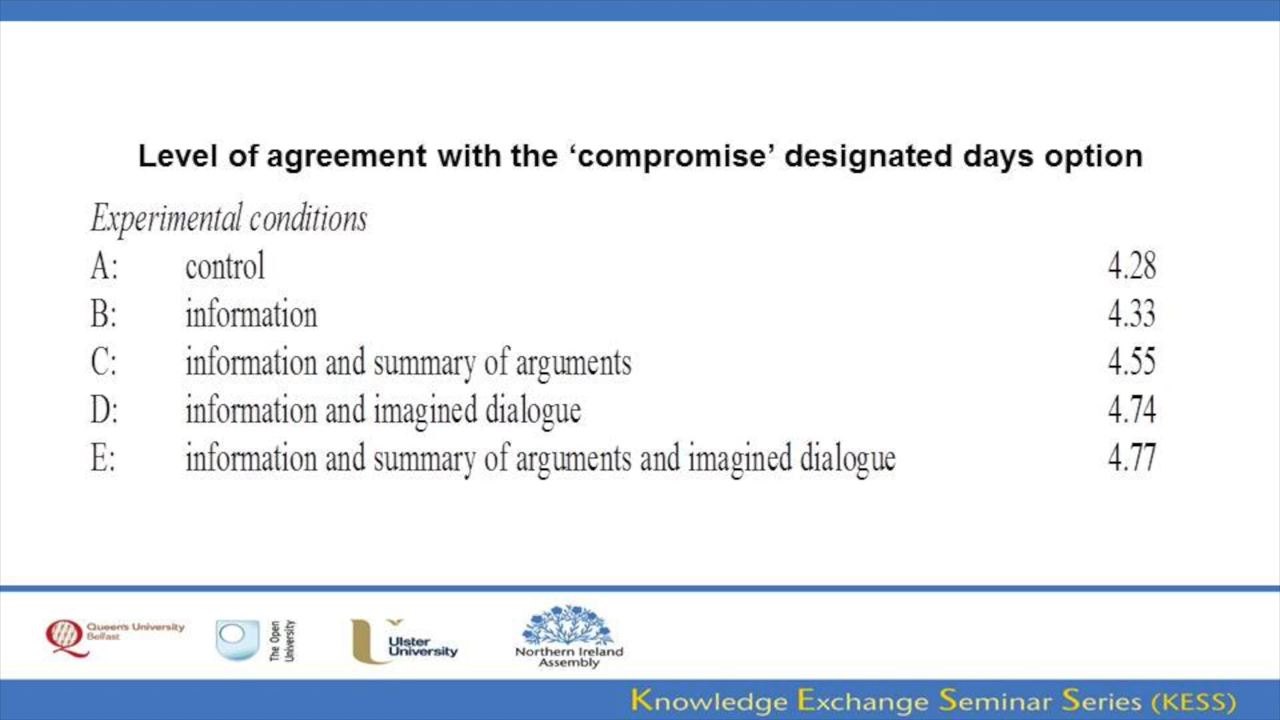 Level of agreement with the ‘compromise’ designated days option
Experimental conditions
A: control 4.28
B: information 4.33
C: information and summary of arguments 4.55
D: information and imagined dialogue 4.74
E: information and summary of arguments and imagined dialogue 4.77
Queen's University
Belfast
The Open
University
Ulster
University
Northern Ireland
Assembly
Knowledge Exchange Seminar Series (KESS)